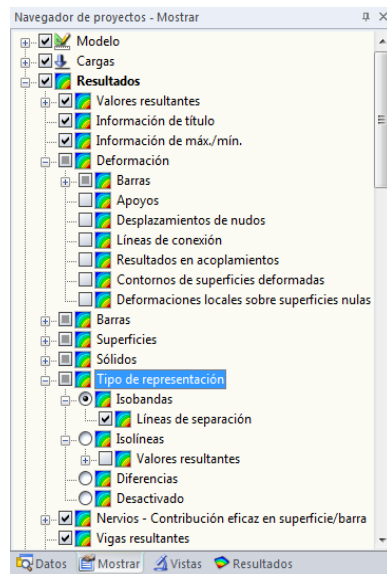 Navegador de proyectos - Mostrar
Modelo
Cargas
Resultados
Valores resultantes
Información de título
Información de máx./mín.
Deformación
Barras
Apoyos
Desplazamientos de nudos
Líneas de conexión
Resultados en acoplamientos
Contornos de superficies deformadas
Deformaciones locales sobre superficies nulas
Barras
Superficies
Sólidos
Tipo de representación
Isobandas
Líneas de separación
Isolíneas
Valores resultantes
Diferencias
Desactivado
Nervios - Contribución eficaz en superficie/barra
Vigas resultantes
Datos Mostrar Vistas Resultados